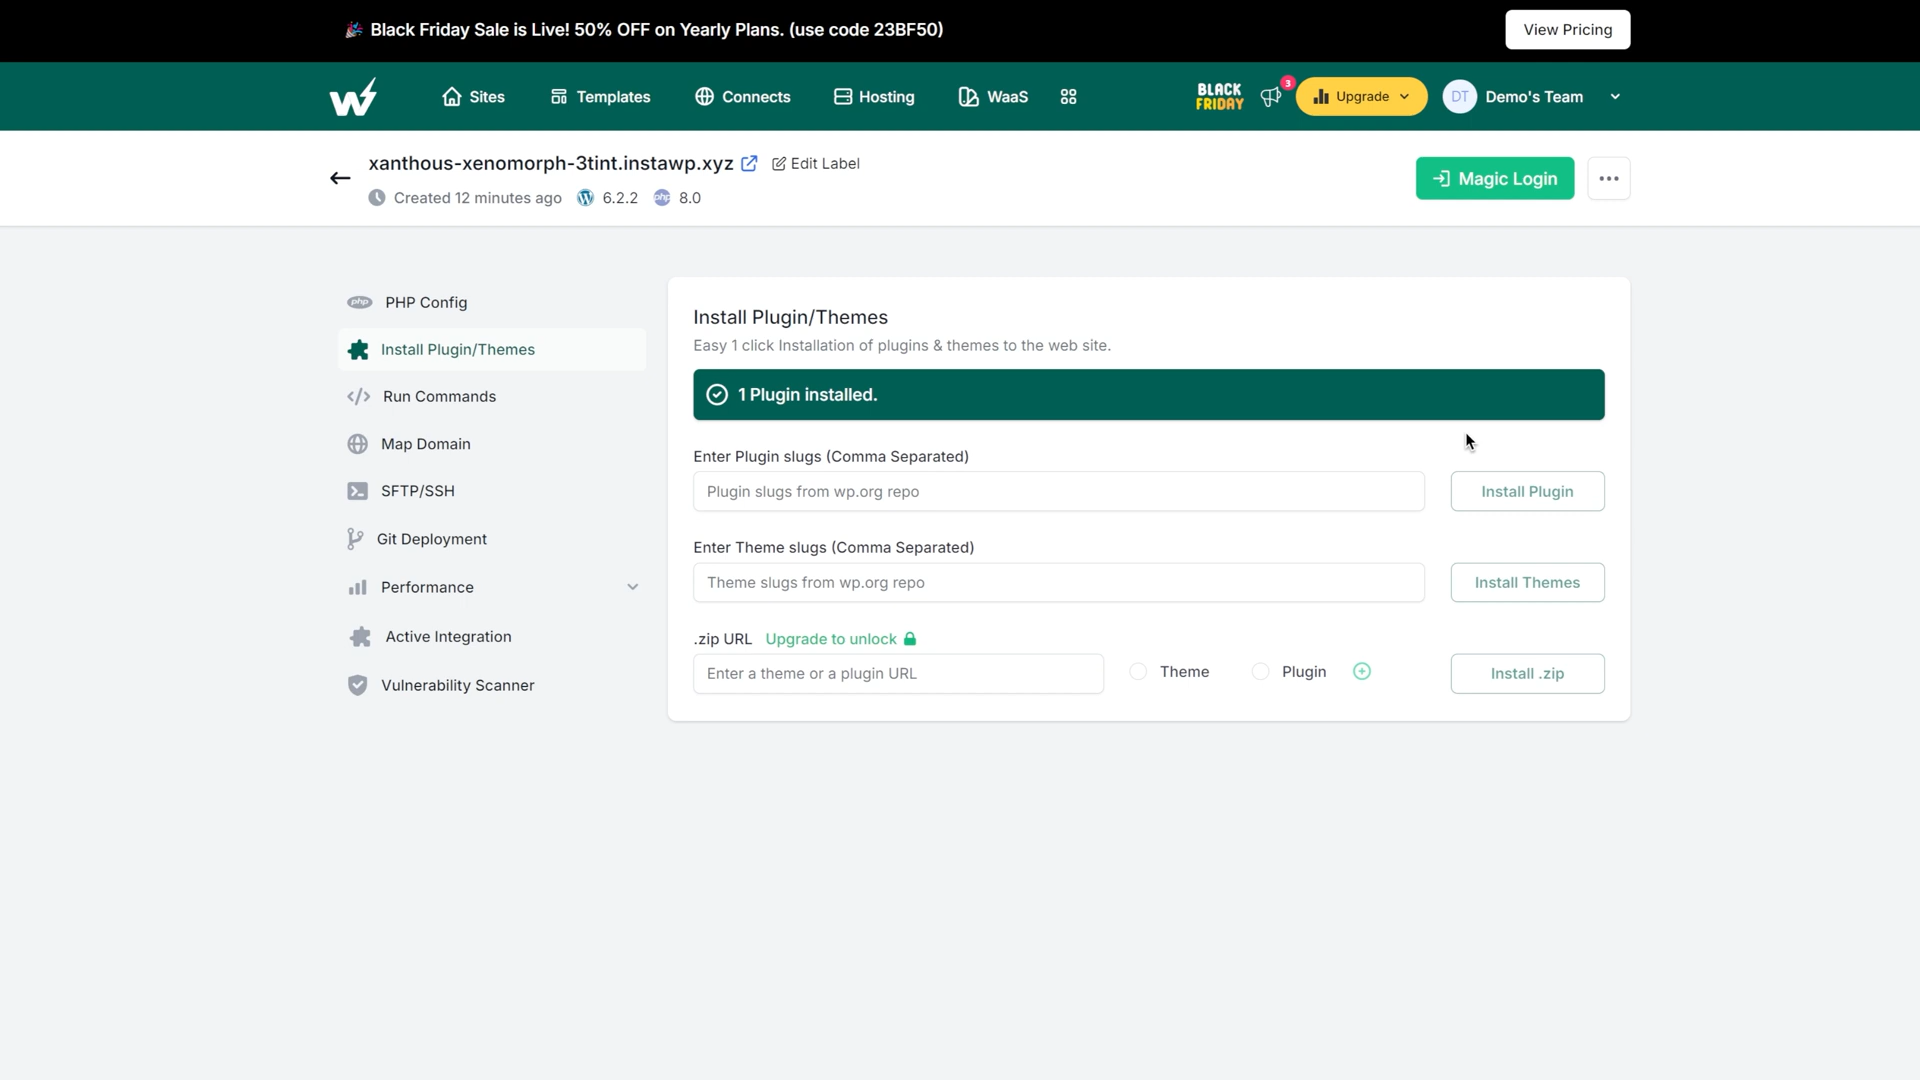 🎉 Black Friday Sale is Live! 50% OFF on Yearly Plans. (use code 23BF50)
View Pricing
W
Sites
Templates
Connects
Hosting
WaaS
BLACK
FRIDAY
3
Upgrade
DT
Demo's Team
xanthous-xenomorph-3tint.instawp.xyz
Edit Label
Created 12 minutes ago
6.2.2
php
8.0
Magic Login
php
PHP Config
Install Plugin/Themes
Run Commands
Map Domain
SFTP/SSH
Git Deployment
Performance
Active Integration
Vulnerability Scanner
Install Plugin/Themes
Easy 1 click Installation of plugins & themes to the web site.
1 Plugin installed.
Enter Plugin slugs (Comma Separated)
Plugin slugs from wp.org repo
Install Plugin
Enter Theme slugs (Comma Separated)
Theme slugs from wp.org repo
Install Themes
.zip URL Upgrade to unlock
Enter a theme or a plugin URL
Theme
Plugin
Install .zip